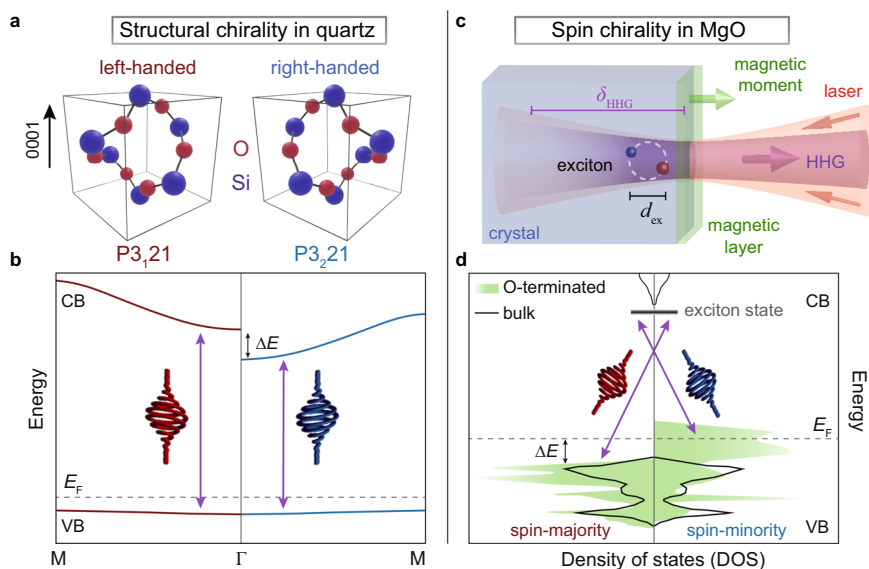 a
Structural chirality in quartz
left-handed
right-handed
0001
O
Si
P3₁21
P3₂21
b
CB
ΔE
Energy
E_F
VB
M
Γ
M
c
Spin chirality in MgO
magnetic
moment
δ_HHG
laser
exciton
HHG
d_ex
crystal
magnetic
layer
d
O-terminated
bulk
CB
exciton state
Energy
E_F
ΔE
spin-majority
spin-minority
VB
Density of states (DOS)